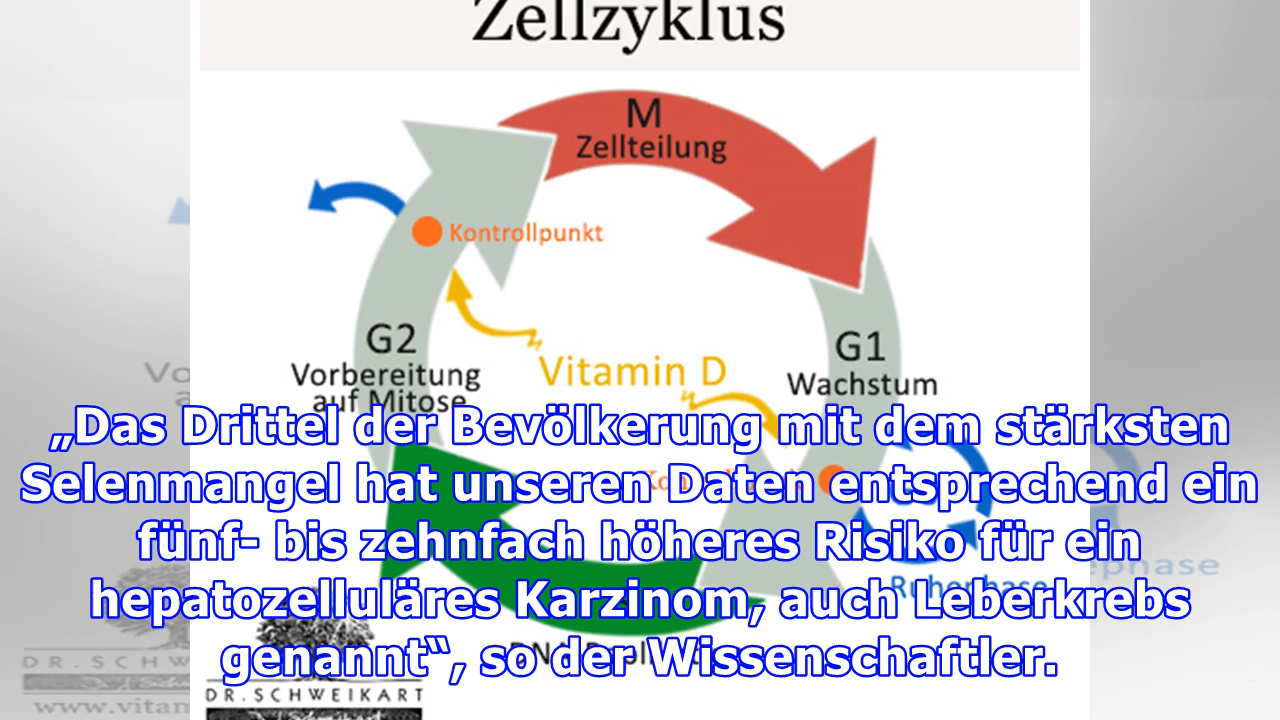 Zellzyklus
M
Zellteilung
Kontrollpunkt
G2
Vorbereitung
auf Mitose
Vitamin D
G1
Wachstum
„Das Drittel der Bevölkerung mit dem stärksten
Selenmangel hat unseren Daten entsprechend ein
fünf- bis zehnfach höheres Risiko für ein
hepatozelluläres Karzinom, auch Leberkrebs
genannt“, so der Wissenschaftler.
Ruhephase
DR.SCHWEIKART